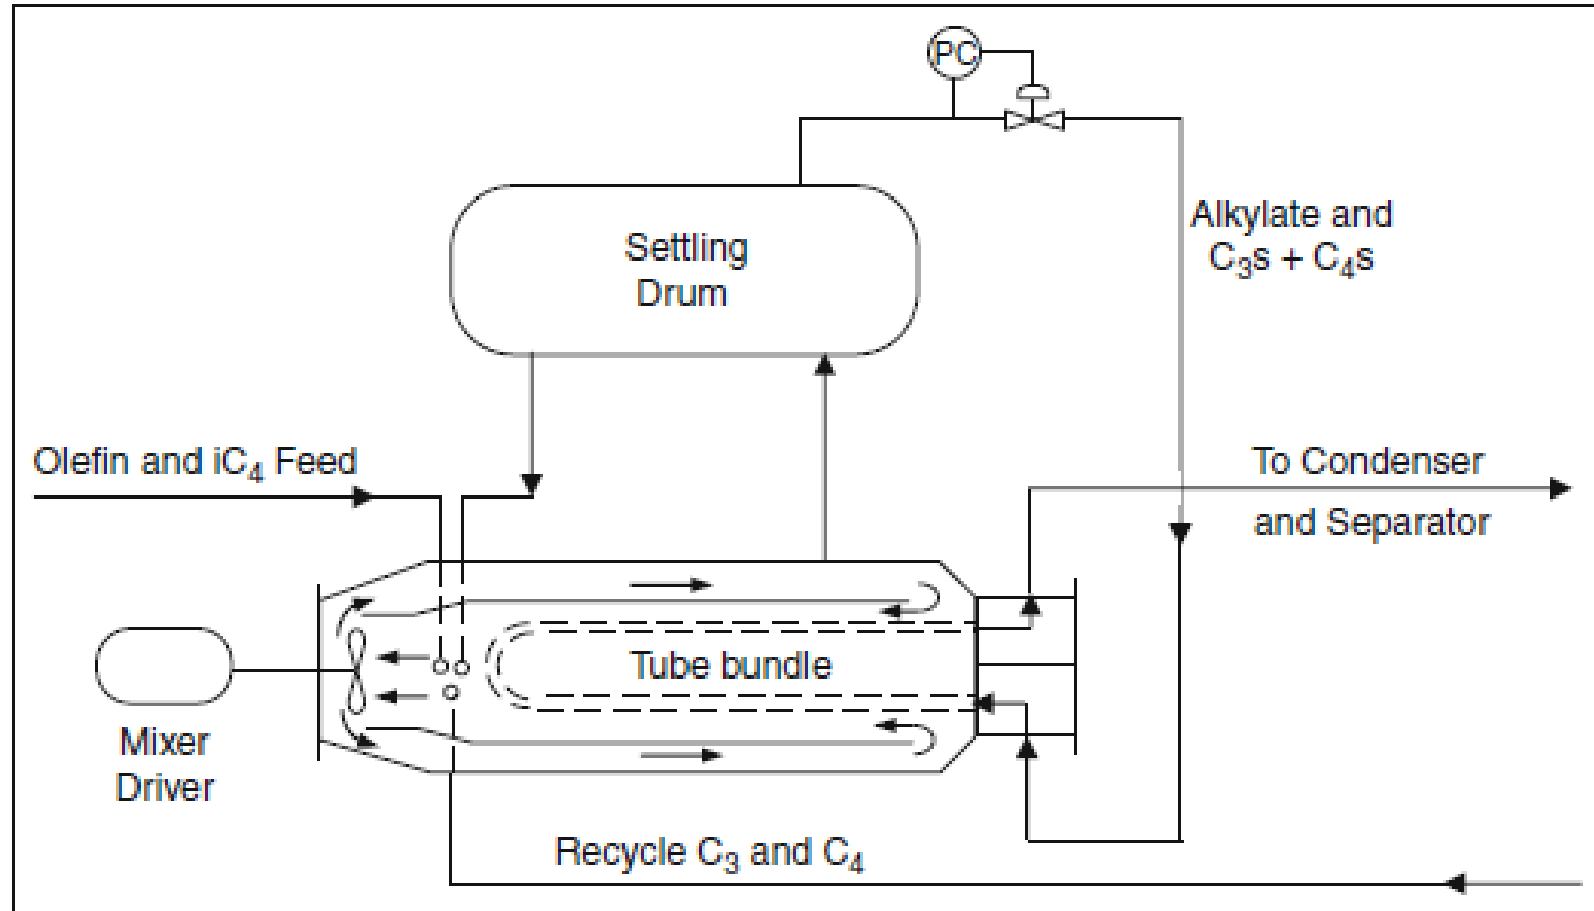 PC
Settling
Drum
Alkylate and
C₃s + C₄s
Olefin and iC₄ Feed
To Condenser
and Separator
Tube bundle
Mixer
Driver
Recycle C₃ and C₄